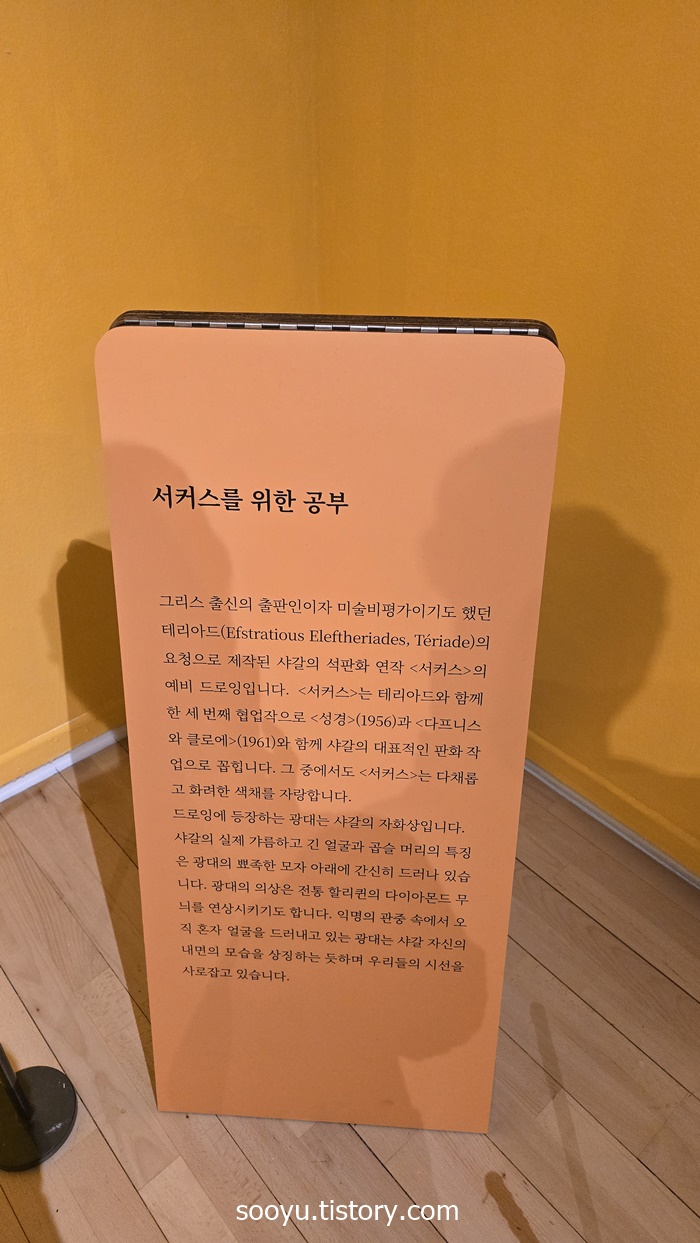 서커스를 위한 공부
그리스 출신의 출판인이자 미술비평가이기도 했던
테리아드(Efstratious Eleftheriades, Tériade)의
요청으로 제작된 샤갈의 석판화 연작 <서커스>의
예비 드로잉입니다. <서커스>는 테리아드와 함께
한 세 번째 협업작으로 <성경>(1956)과 <다프니스
와 클로에>(1961)와 함께 샤갈의 대표적인 판화 작
업으로 꼽힙니다. 그 중에서도 <서커스>는 다채롭
고 화려한 색채를 자랑합니다.
드로잉에 등장하는 광대는 샤갈의 자화상입니다.
샤갈의 실제 갸름하고 긴 얼굴과 곱슬 머리의 특징
은 광대의 뾰족한 모자 아래에 간신히 드러나 있습
니다. 광대의 의상은 전통 할리퀸의 다이아몬드 무
늬를 연상시키기도 합니다. 익명의 관중 속에서 오
직 혼자 얼굴을 드러내고 있는 광대는 샤갈 자신의
내면의 모습을 상징하는 듯하며 우리들의 시선을
사로잡고 있습니다.
sooyu.tistory.com